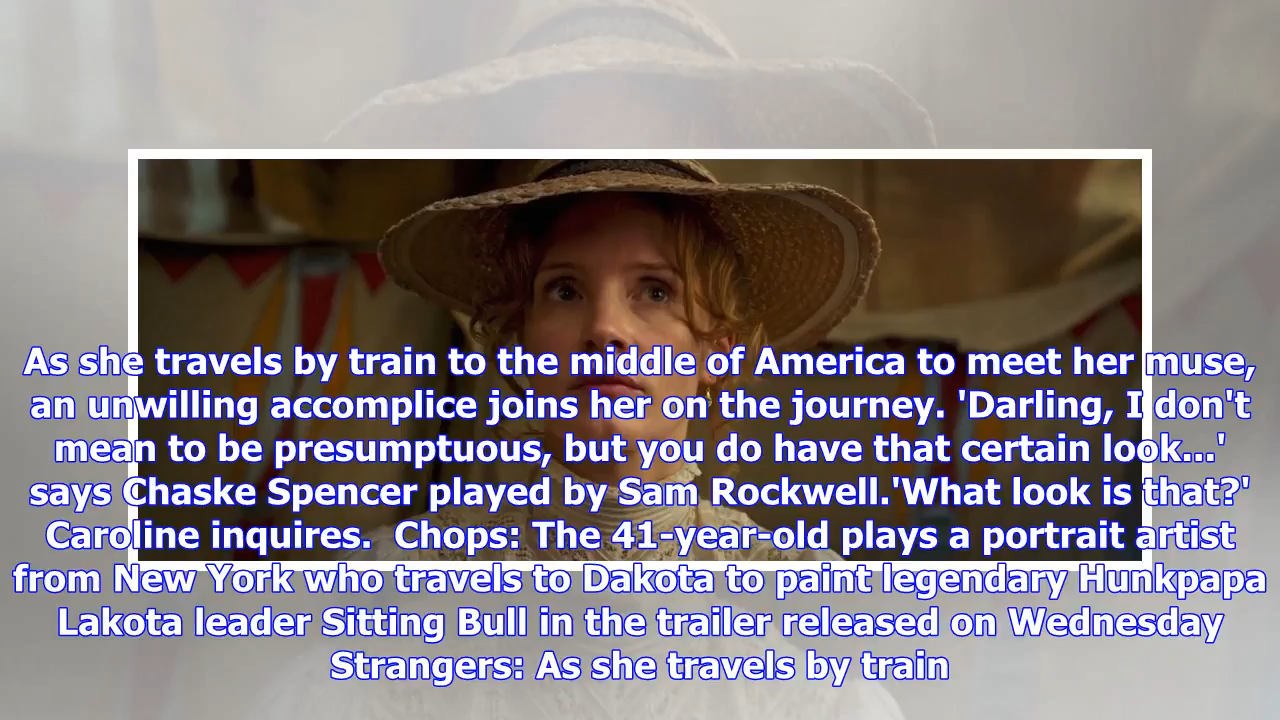 As she travels by train to the middle of America to meet her muse,
an unwilling accomplice joins her on the journey. 'Darling, I don't
mean to be presumptuous, but you do have that certain look...'
says Chaske Spencer played by Sam Rockwell.'What look is that?'
Caroline inquires.  Chops: The 41-year-old plays a portrait artist
from New York who travels to Dakota to paint legendary Hunkpapa
Lakota leader Sitting Bull in the trailer released on Wednesday
Strangers: As she travels by train